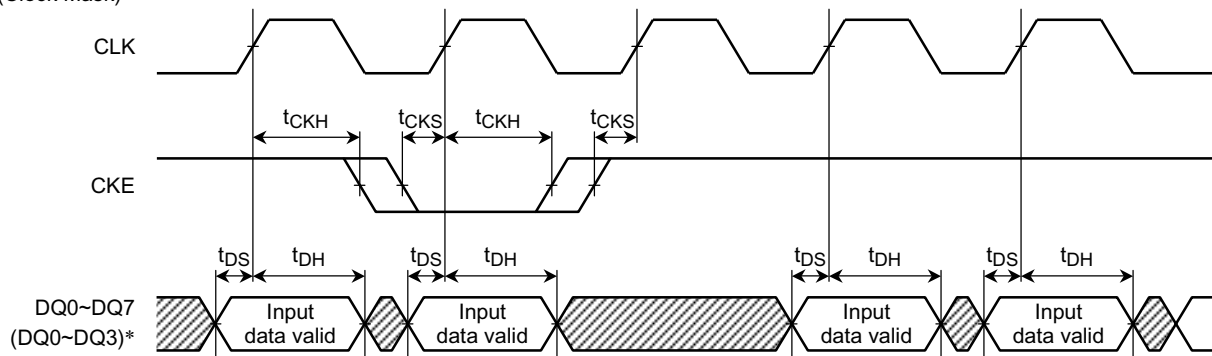 (Clock Mask)
CLK
tCKH tCKS tCKH tCKS
CKE
tDS tDH tDS tDH tDS tDH tDS tDH
DQ0~DQ7
(DQ0~DQ3)*
Input data valid
Input data valid
Input data valid
Input data valid